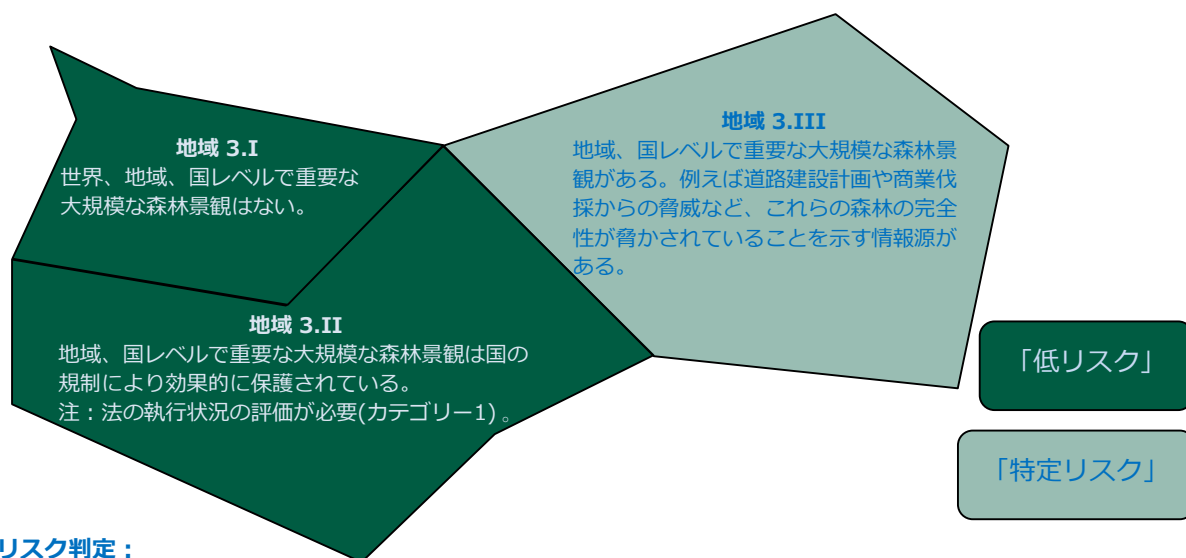 地域 3.I
世界、地域、国レベルで重要な
大規模な森林景観はない。
地域 3.II
地域、国レベルで重要な大規模な森林景観は国の
規制により効果的に保護されている。
注：法の執行状況の評価が必要(カテゴリー1) 。
地域 3.III
地域、国レベルで重要な大規模な森林景
観がある。例えば道路建設計画や商業伐
採からの脅威など、これらの森林の完全
性が脅かされていることを示す情報源が
ある。
「低リスク」
「特定リスク」
リスク判定：